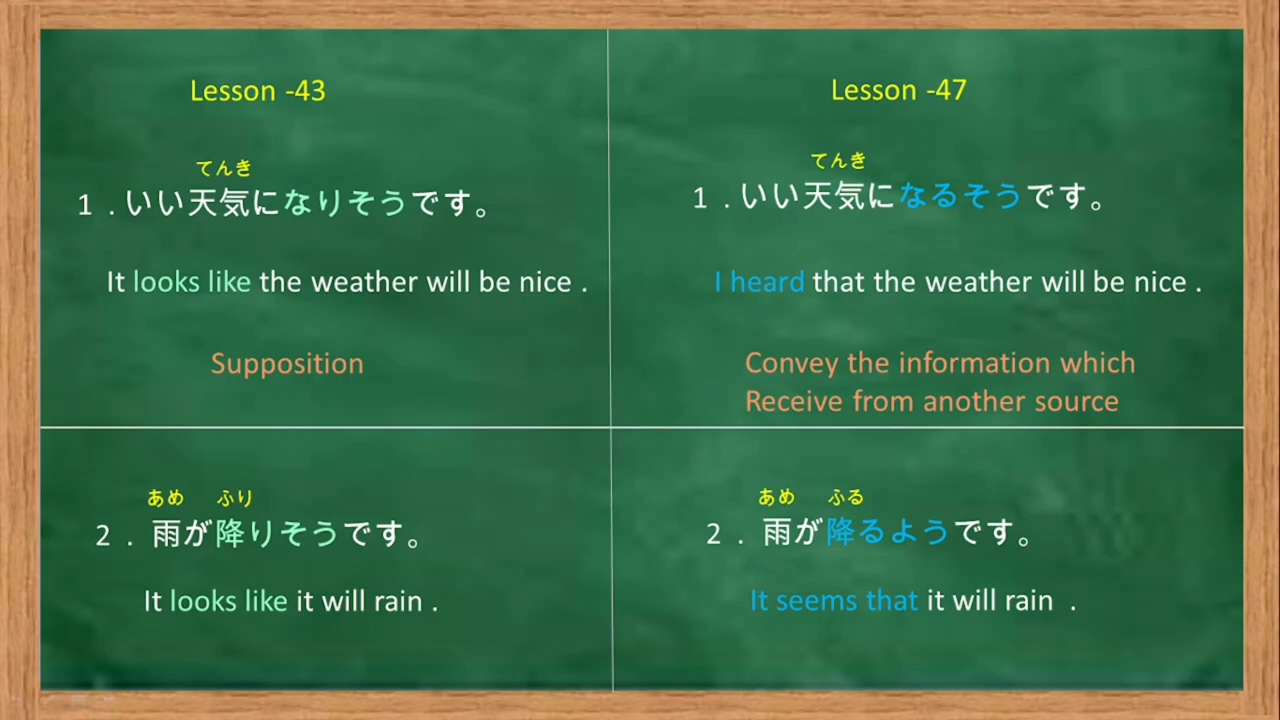 Lesson -43
てんき
1 . いい天気になりそうです。
It looks like the weather will be nice .
Supposition
Lesson -47
てんき
1 . いい天気になるそうです。
I heard that the weather will be nice .
Convey the information which
Receive from another source
あめ ふり
2 . 雨が降りそうです。
It looks like it will rain .
あめ ふる
2 . 雨が降るようです。
It seems that it will rain .